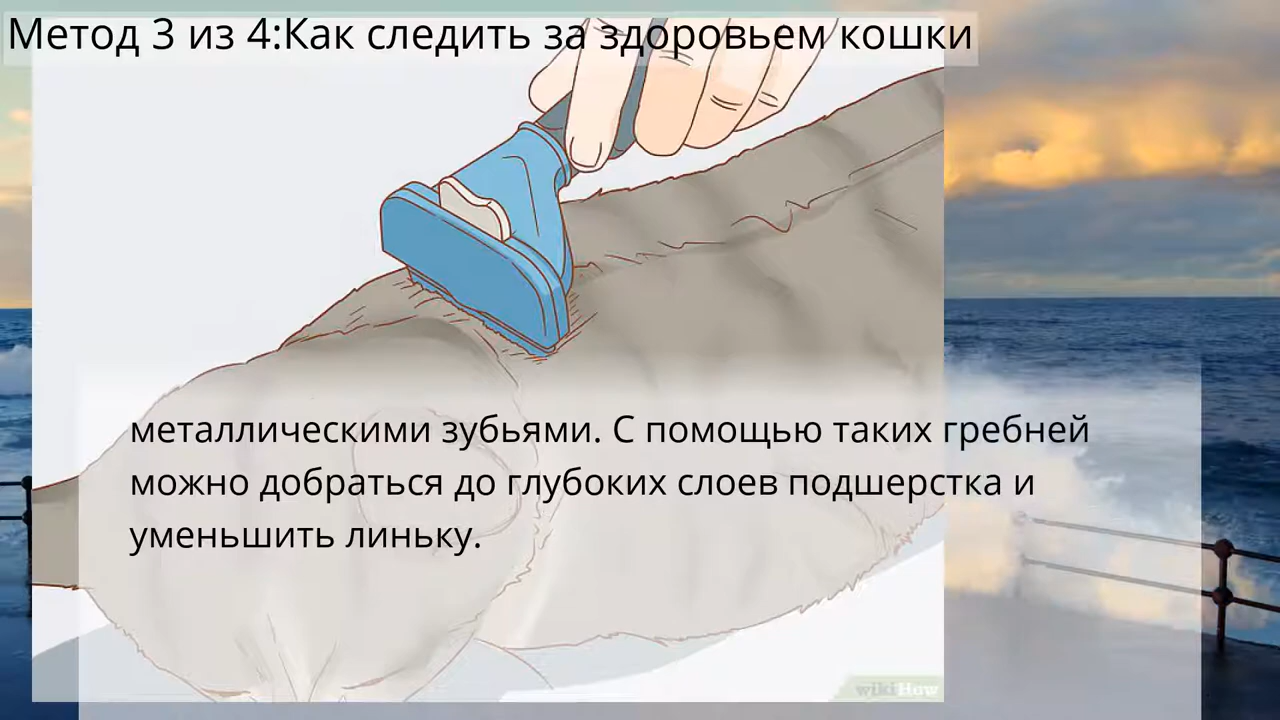 Метод 3 из 4:Как следить за здоровьем кошки
металлическими зубьями. С помощью таких гребней
можно добраться до глубоких слоев подшерстка и
уменьшить линьку.
wikiHow